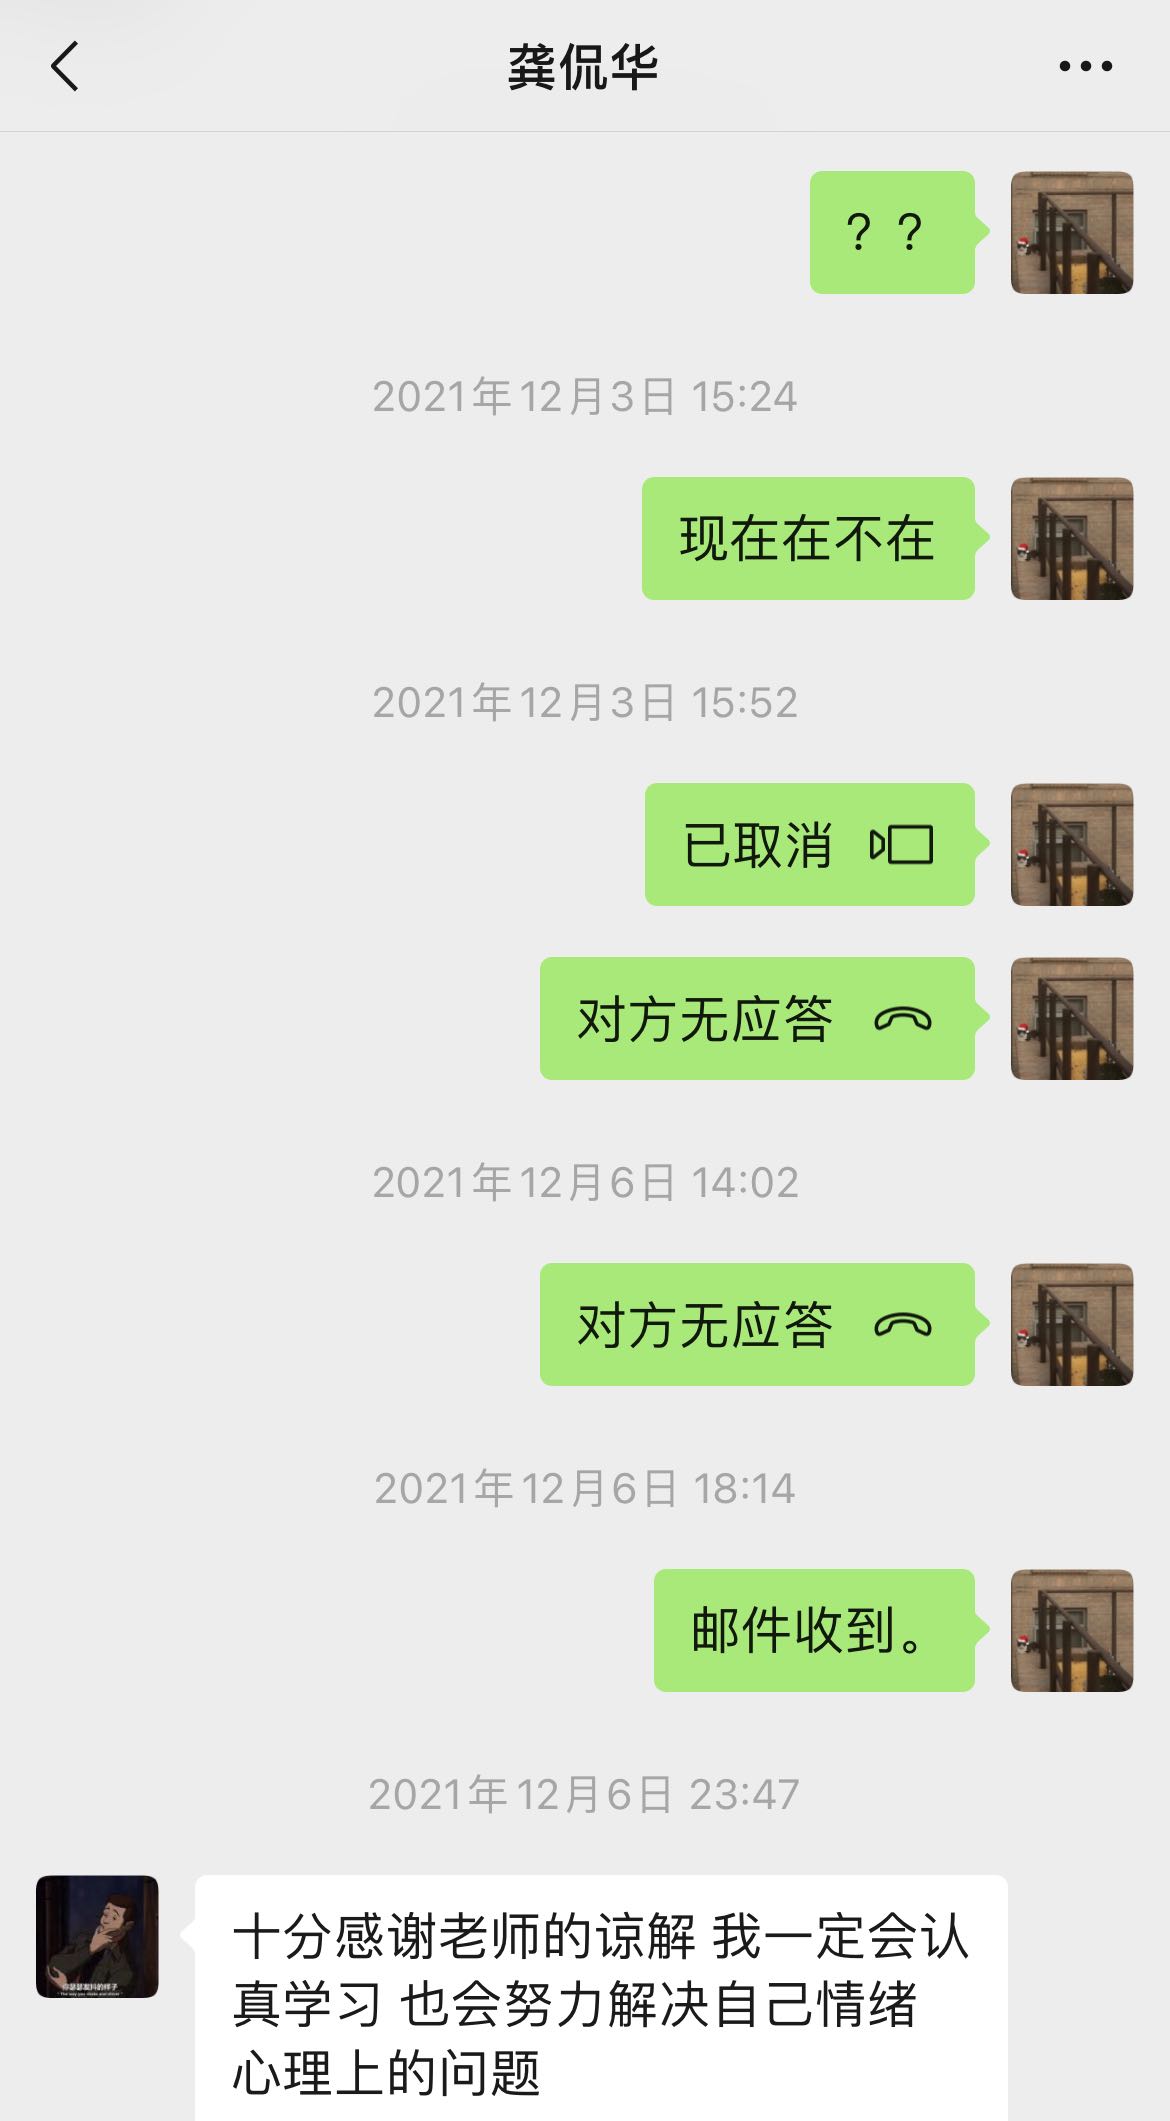 龚侃华
？？
2021年12月3日 15:24
现在在不在
2021年12月3日 15:52
已取消
对方无应答
2021年12月6日 14:02
对方无应答
2021年12月6日 18:14
邮件收到。
2021年12月6日 23:47
十分感谢老师的谅解 我一定会认
真学习 也会努力解决自己情绪
心理上的问题